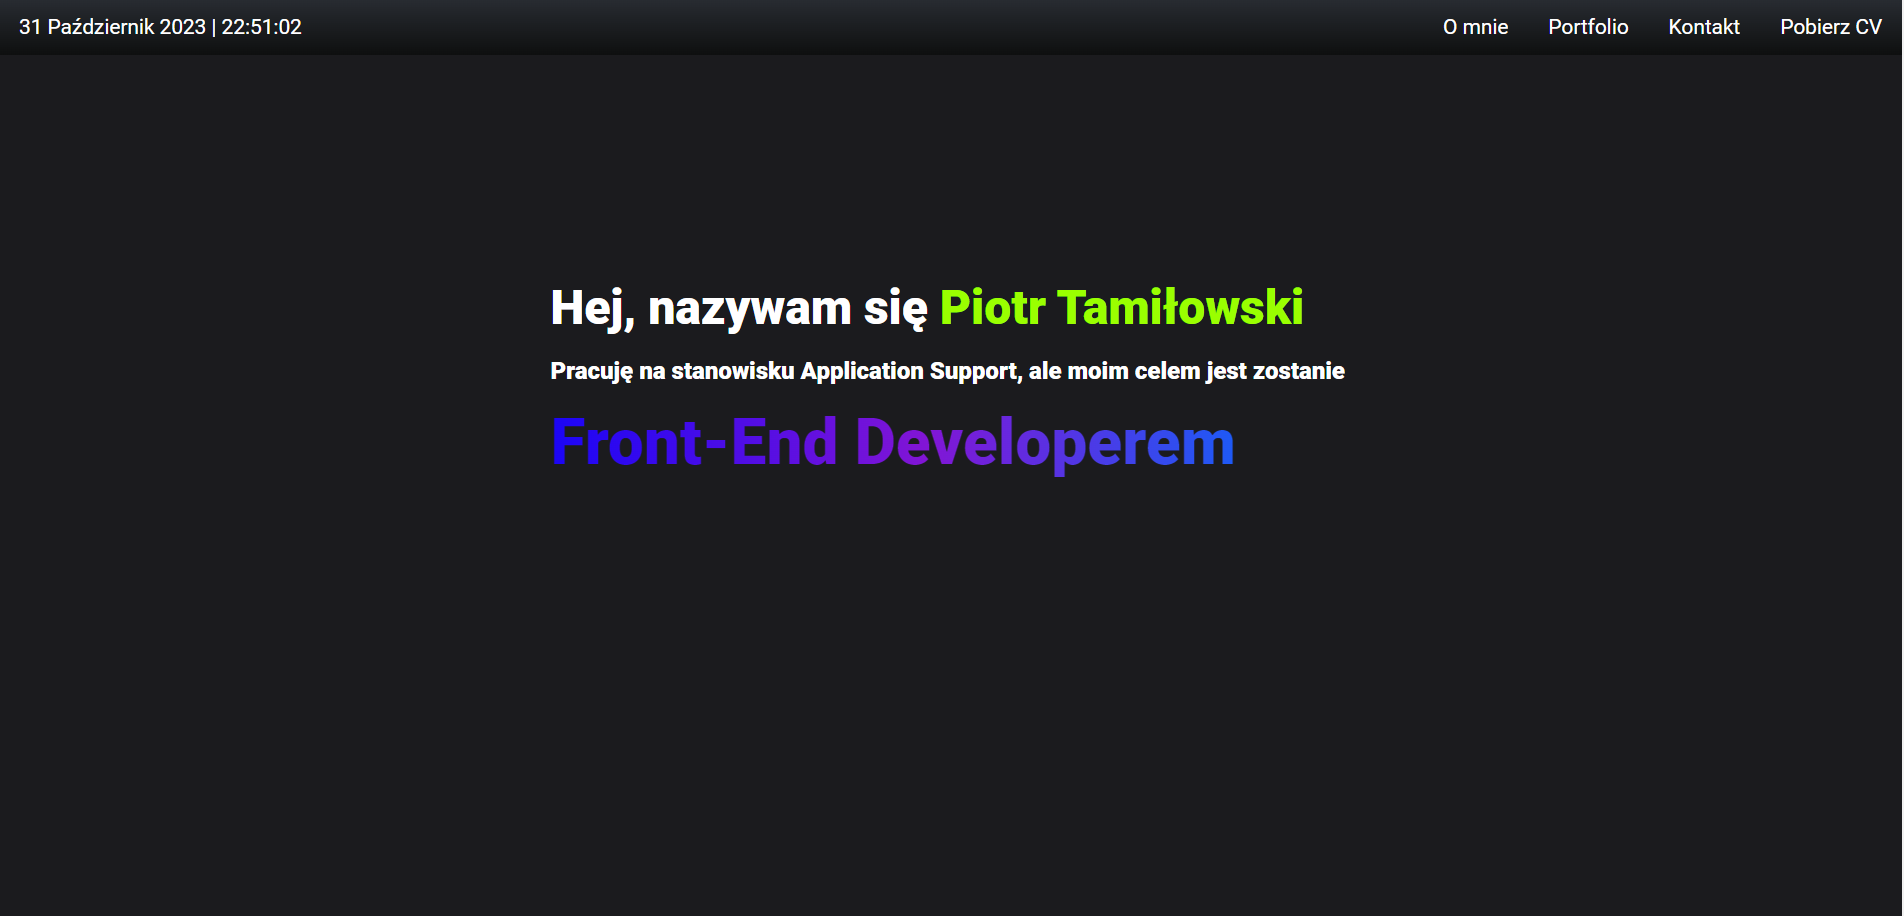 31 Październik 2023 | 22:51:02
O mnie Portfolio Kontakt Pobierz CV
Hej, nazywam się Piotr Tamiłowski
Pracuję na stanowisku Application Support, ale moim celem jest zostanie
Front-End Developerem